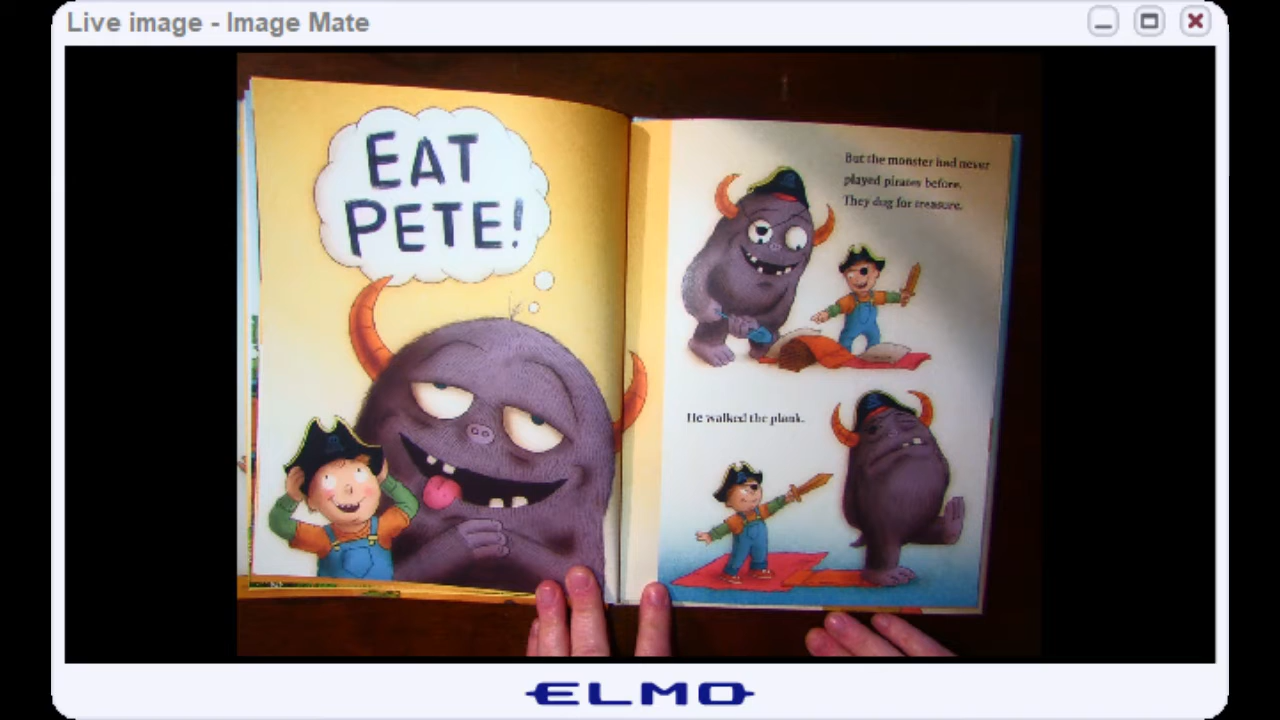 Live image - Image Mate
EAT
PETE!
But the monster had never
played pirates before.
They dug for treasure.
He walked the plank.
ELMO